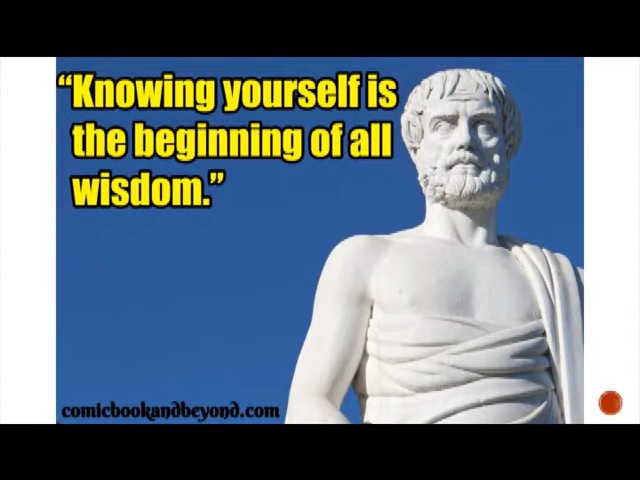 “Knowing yourself is
the beginning of all
wisdom.”
comicbookandbeyond.com